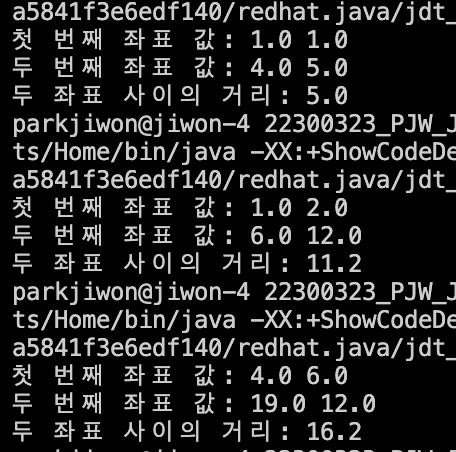 a5841f3e6edf140/redhat.java/jdt_
첫 번째 좌표 값: 1.0 1.0
두 번째 좌표 값: 4.0 5.0
두 좌표 사이의 거리: 5.0
parkjiwon@jiwon-4 22300323_PJW_J
ts/Home/bin/java -XX:+ShowCodeDe
a5841f3e6edf140/redhat.java/jdt_
첫 번째 좌표 값: 1.0 2.0
두 번째 좌표 값: 6.0 12.0
두 좌표 사이의 거리: 11.2
parkjiwon@jiwon-4 22300323_PJW_J
ts/Home/bin/java -XX:+ShowCodeDe
a5841f3e6edf140/redhat.java/jdt_
첫 번째 좌표 값: 4.0 6.0
두 번째 좌표 값: 19.0 12.0
두 좌표 사이의 거리: 16.2